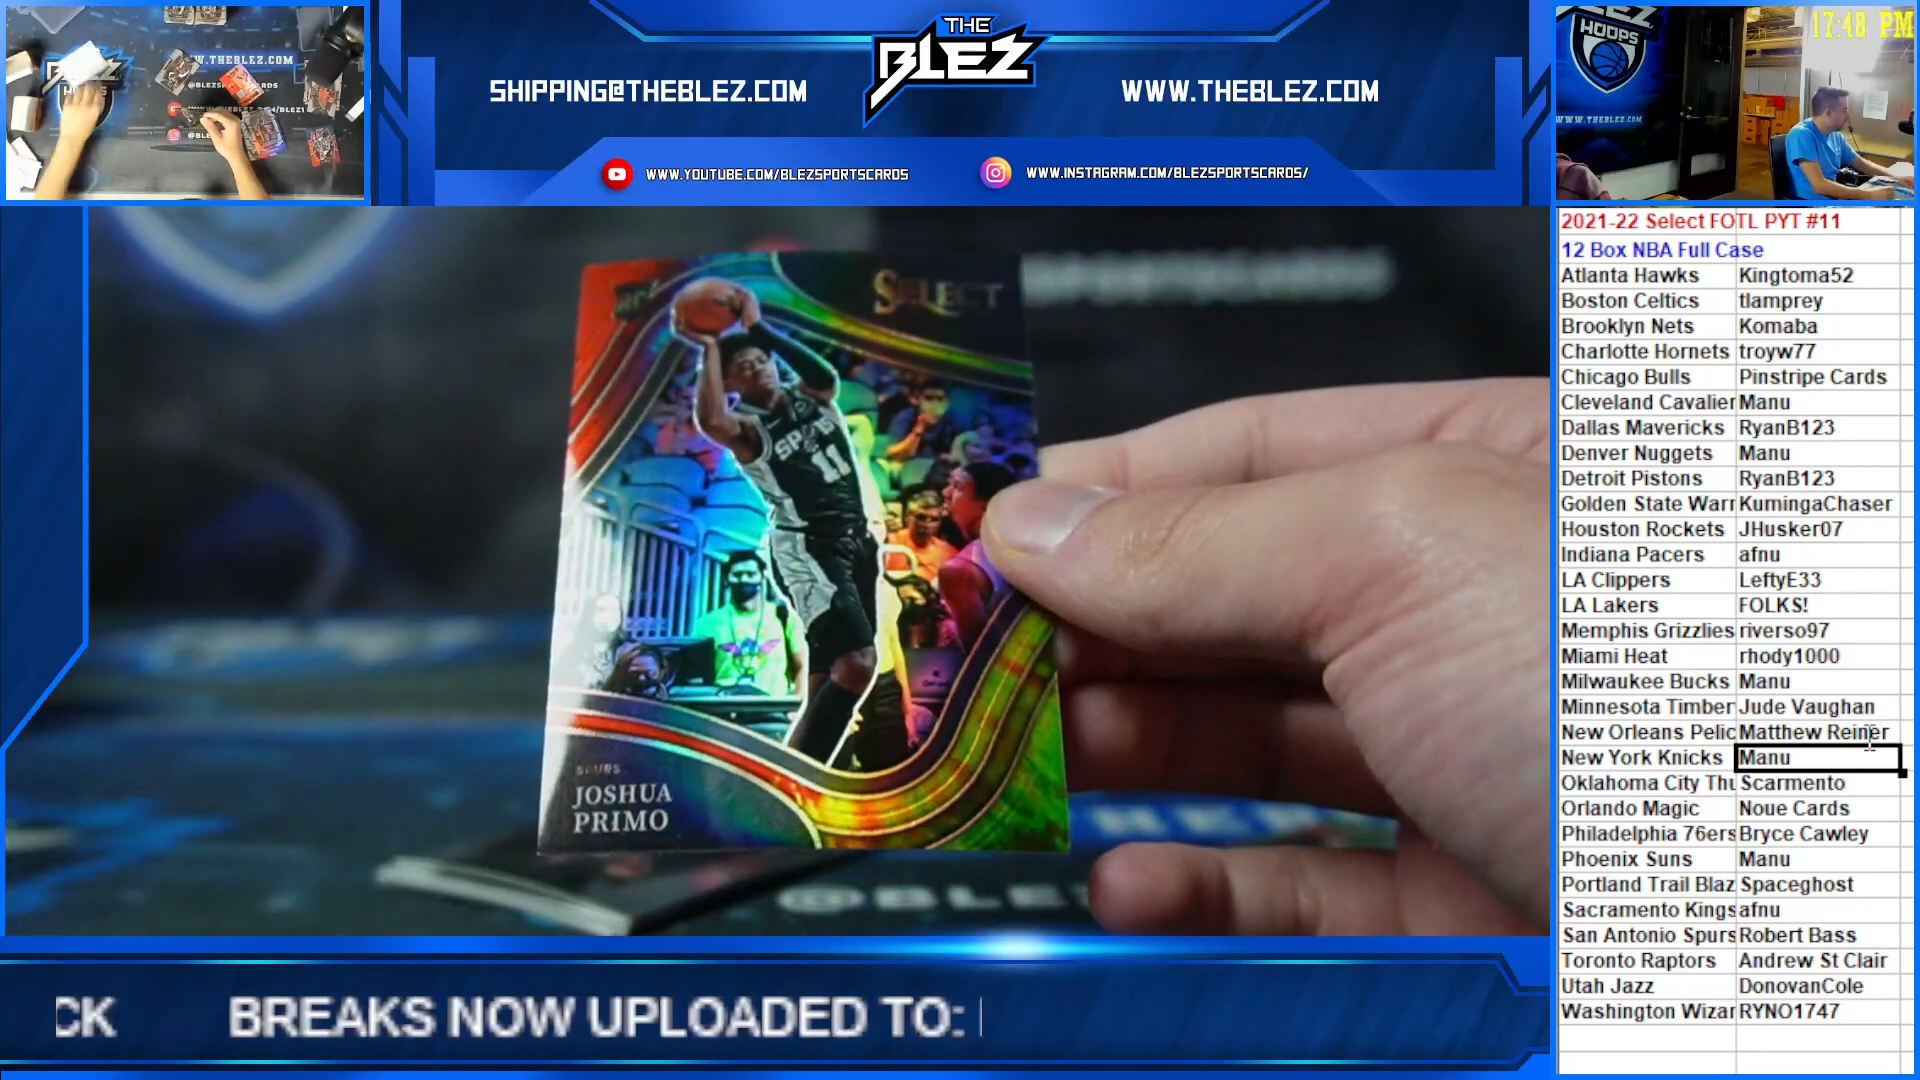 W.THEBLEZ.COM
THE
BLEZ
SHIPPING@THEBLEZ.COM
WWW.THEBLEZ.COM
WWW.YOUTUBE.COM/BLEZSPORTSCARDS
WWW.INSTAGRAM.COM/BLEZSPORTSCARDS/
HOOPS
WWW.THEBLEZ.COM
17:48 PM
SELECT
SPURS
11
SPURS
JOSHUA
PRIMO
@BLEZ
CK BREAKS NOW UPLOADED TO:
2021-22 Select FOTL PYT #11
12 Box NBA Full Case
Atlanta Hawks Kingtoma52
Boston Celtics tlamprey
Brooklyn Nets Komaba
Charlotte Hornets troyw77
Chicago Bulls Pinstripe Cards
Cleveland Cavalier Manu
Dallas Mavericks RyanB123
Denver Nuggets Manu
Detroit Pistons RyanB123
Golden State Warr KumingaChaser
Houston Rockets JHusker07
Indiana Pacers afnu
LA Clippers LeftyE33
LA Lakers FOLKS!
Memphis Grizzlies riverso97
Miami Heat rhody1000
Milwaukee Bucks Manu
Minnesota Timber Jude Vaughan
New Orleans Pelic Matthew Reiner
New York Knicks Manu
Oklahoma City Thu Scarmento
Orlando Magic Noue Cards
Philadelphia 76ers Bryce Cawley
Phoenix Suns Manu
Portland Trail Blaz Spaceghost
Sacramento Kings afnu
San Antonio Spurs Robert Bass
Toronto Raptors Andrew St Clair
Utah Jazz DonovanCole
Washington Wizar RYNO1747